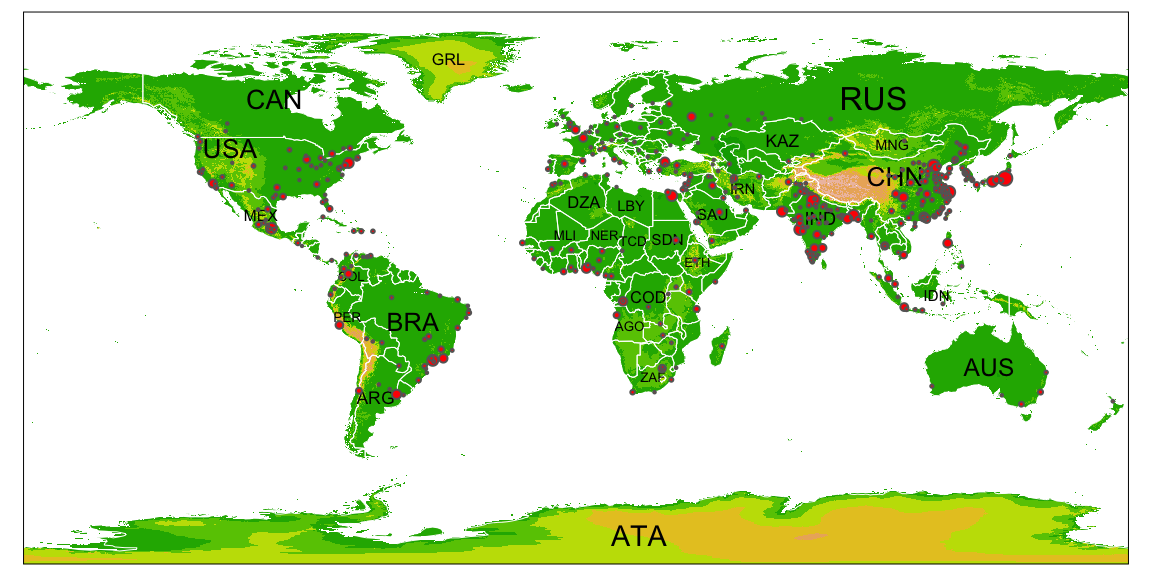 GRL
CAN
RUS
USA
KAZ
MNG
CHN
IRN
DZA
LBY
MEX
SAU
IND
MLI
NER
TCD
SDN
ETH
COL
COD
IDN
PER
BRA
AGO
AUS
ZAF
ARG
ATA